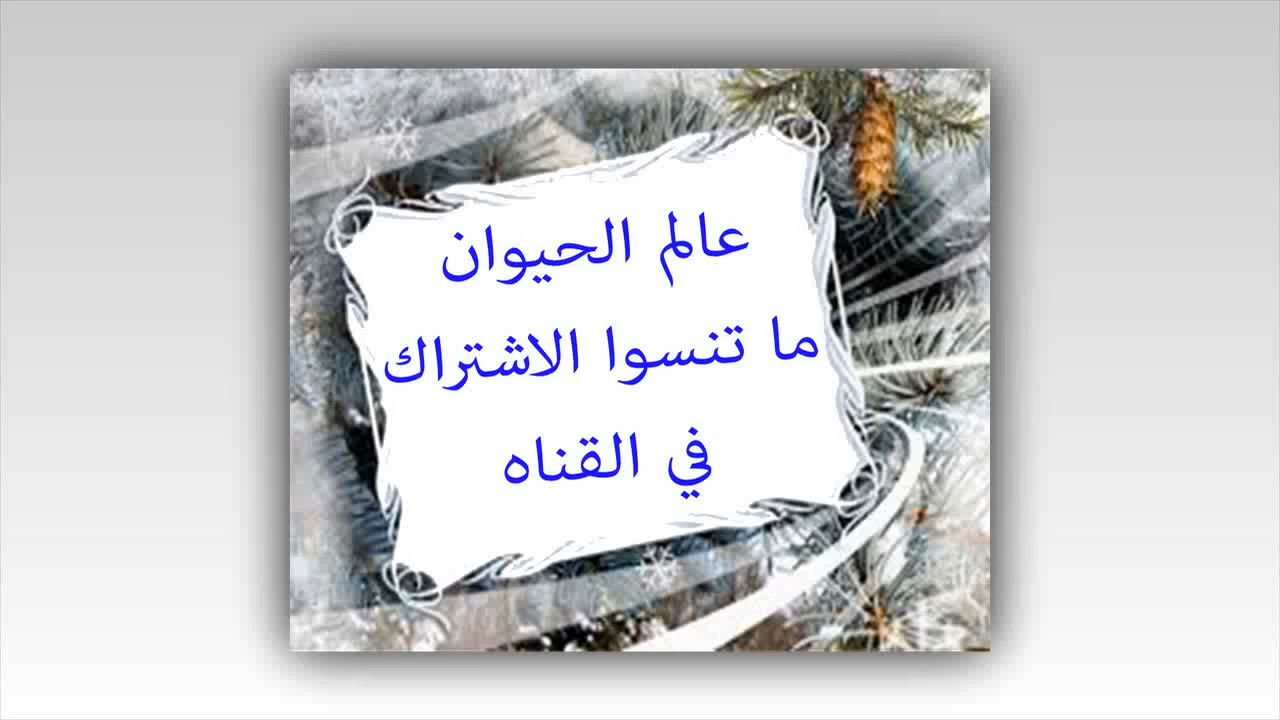 عالم الحيوان
ما تنسوا الاشتراك
في القناه